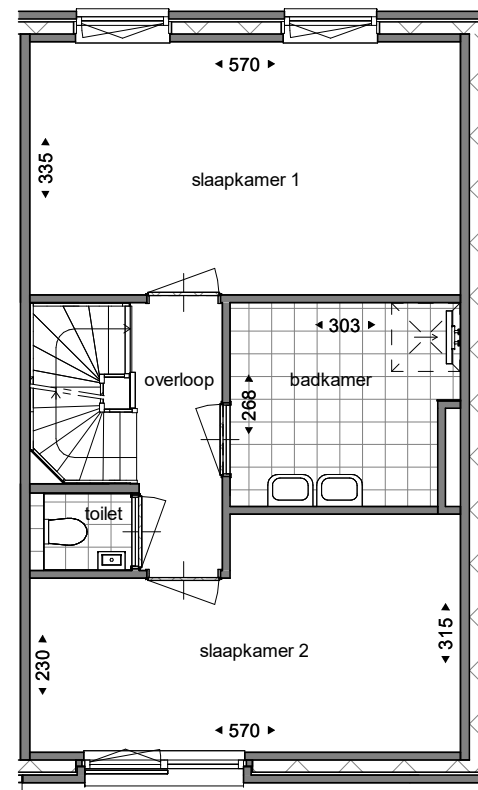 570
335
slaapkamer 1
303
overloop
badkamer
268
toilet
slaapkamer 2
315
230
570